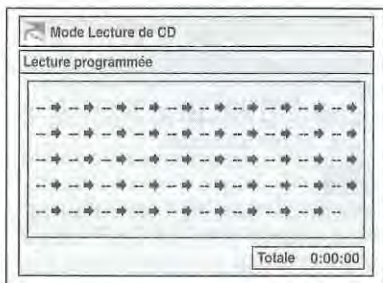 Mode Lecture de CD
Lecture programmée
-- ➔ -- ➔ -- ➔ -- ➔ -- ➔ -- ➔ -- ➔ -- ➔ -- ➔ -- ➔
-- ➔ -- ➔ -- ➔ -- ➔ -- ➔ -- ➔ -- ➔ -- ➔ -- ➔ -- ➔
-- ➔ -- ➔ -- ➔ -- ➔ -- ➔ -- ➔ -- ➔ -- ➔ -- ➔ -- ➔
-- ➔ -- ➔ -- ➔ -- ➔ -- ➔ -- ➔ -- ➔ -- ➔ -- ➔ -- ➔
-- ➔ -- ➔ -- ➔ -- ➔ -- ➔ -- ➔ -- ➔ -- ➔ -- ➔ --
Totale 0:00:00